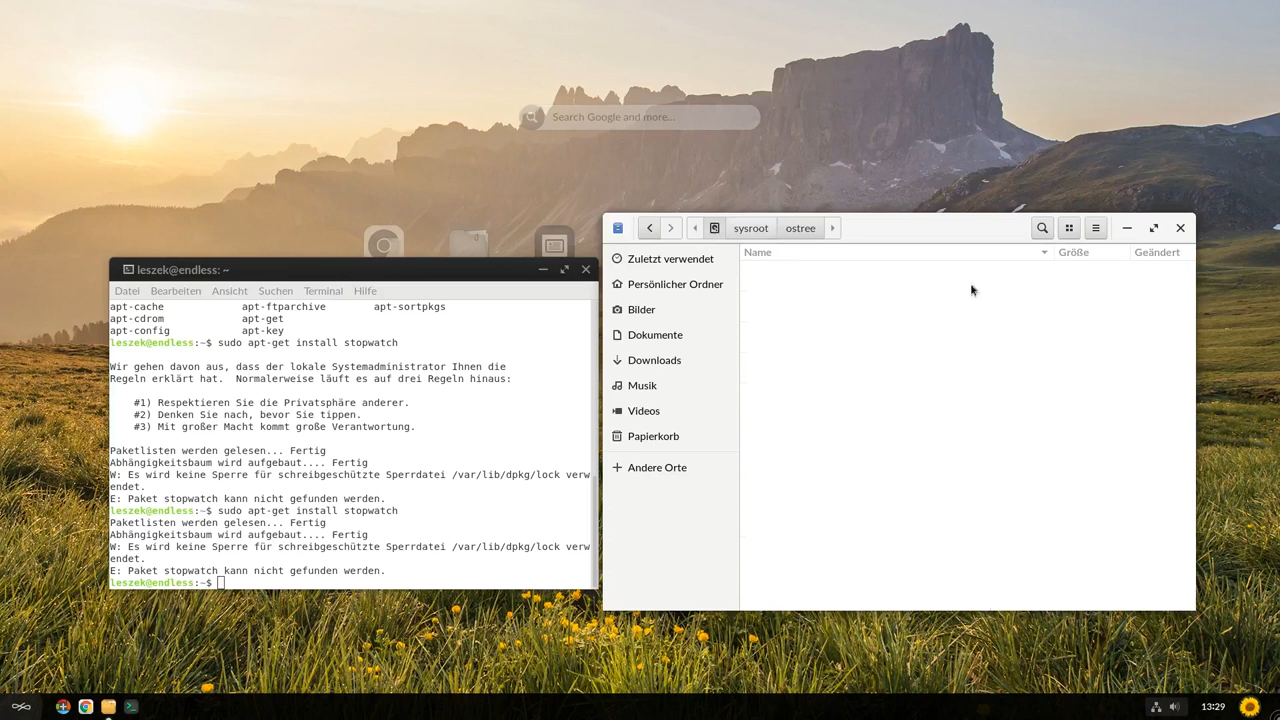 Search Google and more...
leszek@endless: ~
Datei Bearbeiten Ansicht Suchen Terminal Hilfe
apt-cache apt-ftparchive apt-sortpkgs
apt-cdrom apt-get
apt-config apt-key
leszek@endless:~$ sudo apt-get install stopwatch
Wir gehen davon aus, dass der lokale Systemadministrator Ihnen die
Regeln erklärt hat. Normalerweise läuft es auf drei Regeln hinaus:
#1) Respektieren Sie die Privatsphäre anderer.
#2) Denken Sie nach, bevor Sie tippen.
#3) Mit großer Macht kommt große Verantwortung.
Paketlisten werden gelesen... Fertig
Abhängigkeitsbaum wird aufgebaut.... Fertig
W: Es wird keine Sperre für schreibgeschützte Sperrdatei /var/lib/dpkg/lock verw
endet.
E: Paket stopwatch kann nicht gefunden werden.
leszek@endless:~$ sudo apt-get install stopwatch
Paketlisten werden gelesen... Fertig
Abhängigkeitsbaum wird aufgebaut.... Fertig
W: Es wird keine Sperre für schreibgeschützte Sperrdatei /var/lib/dpkg/lock verw
endet.
E: Paket stopwatch kann nicht gefunden werden.
leszek@endless:~$
sysroot ostree
Name Größe Geändert
Zuletzt verwendet
Persönlicher Ordner
Bilder
Dokumente
Downloads
Musik
Videos
Papierkorb
Andere Orte
13:29